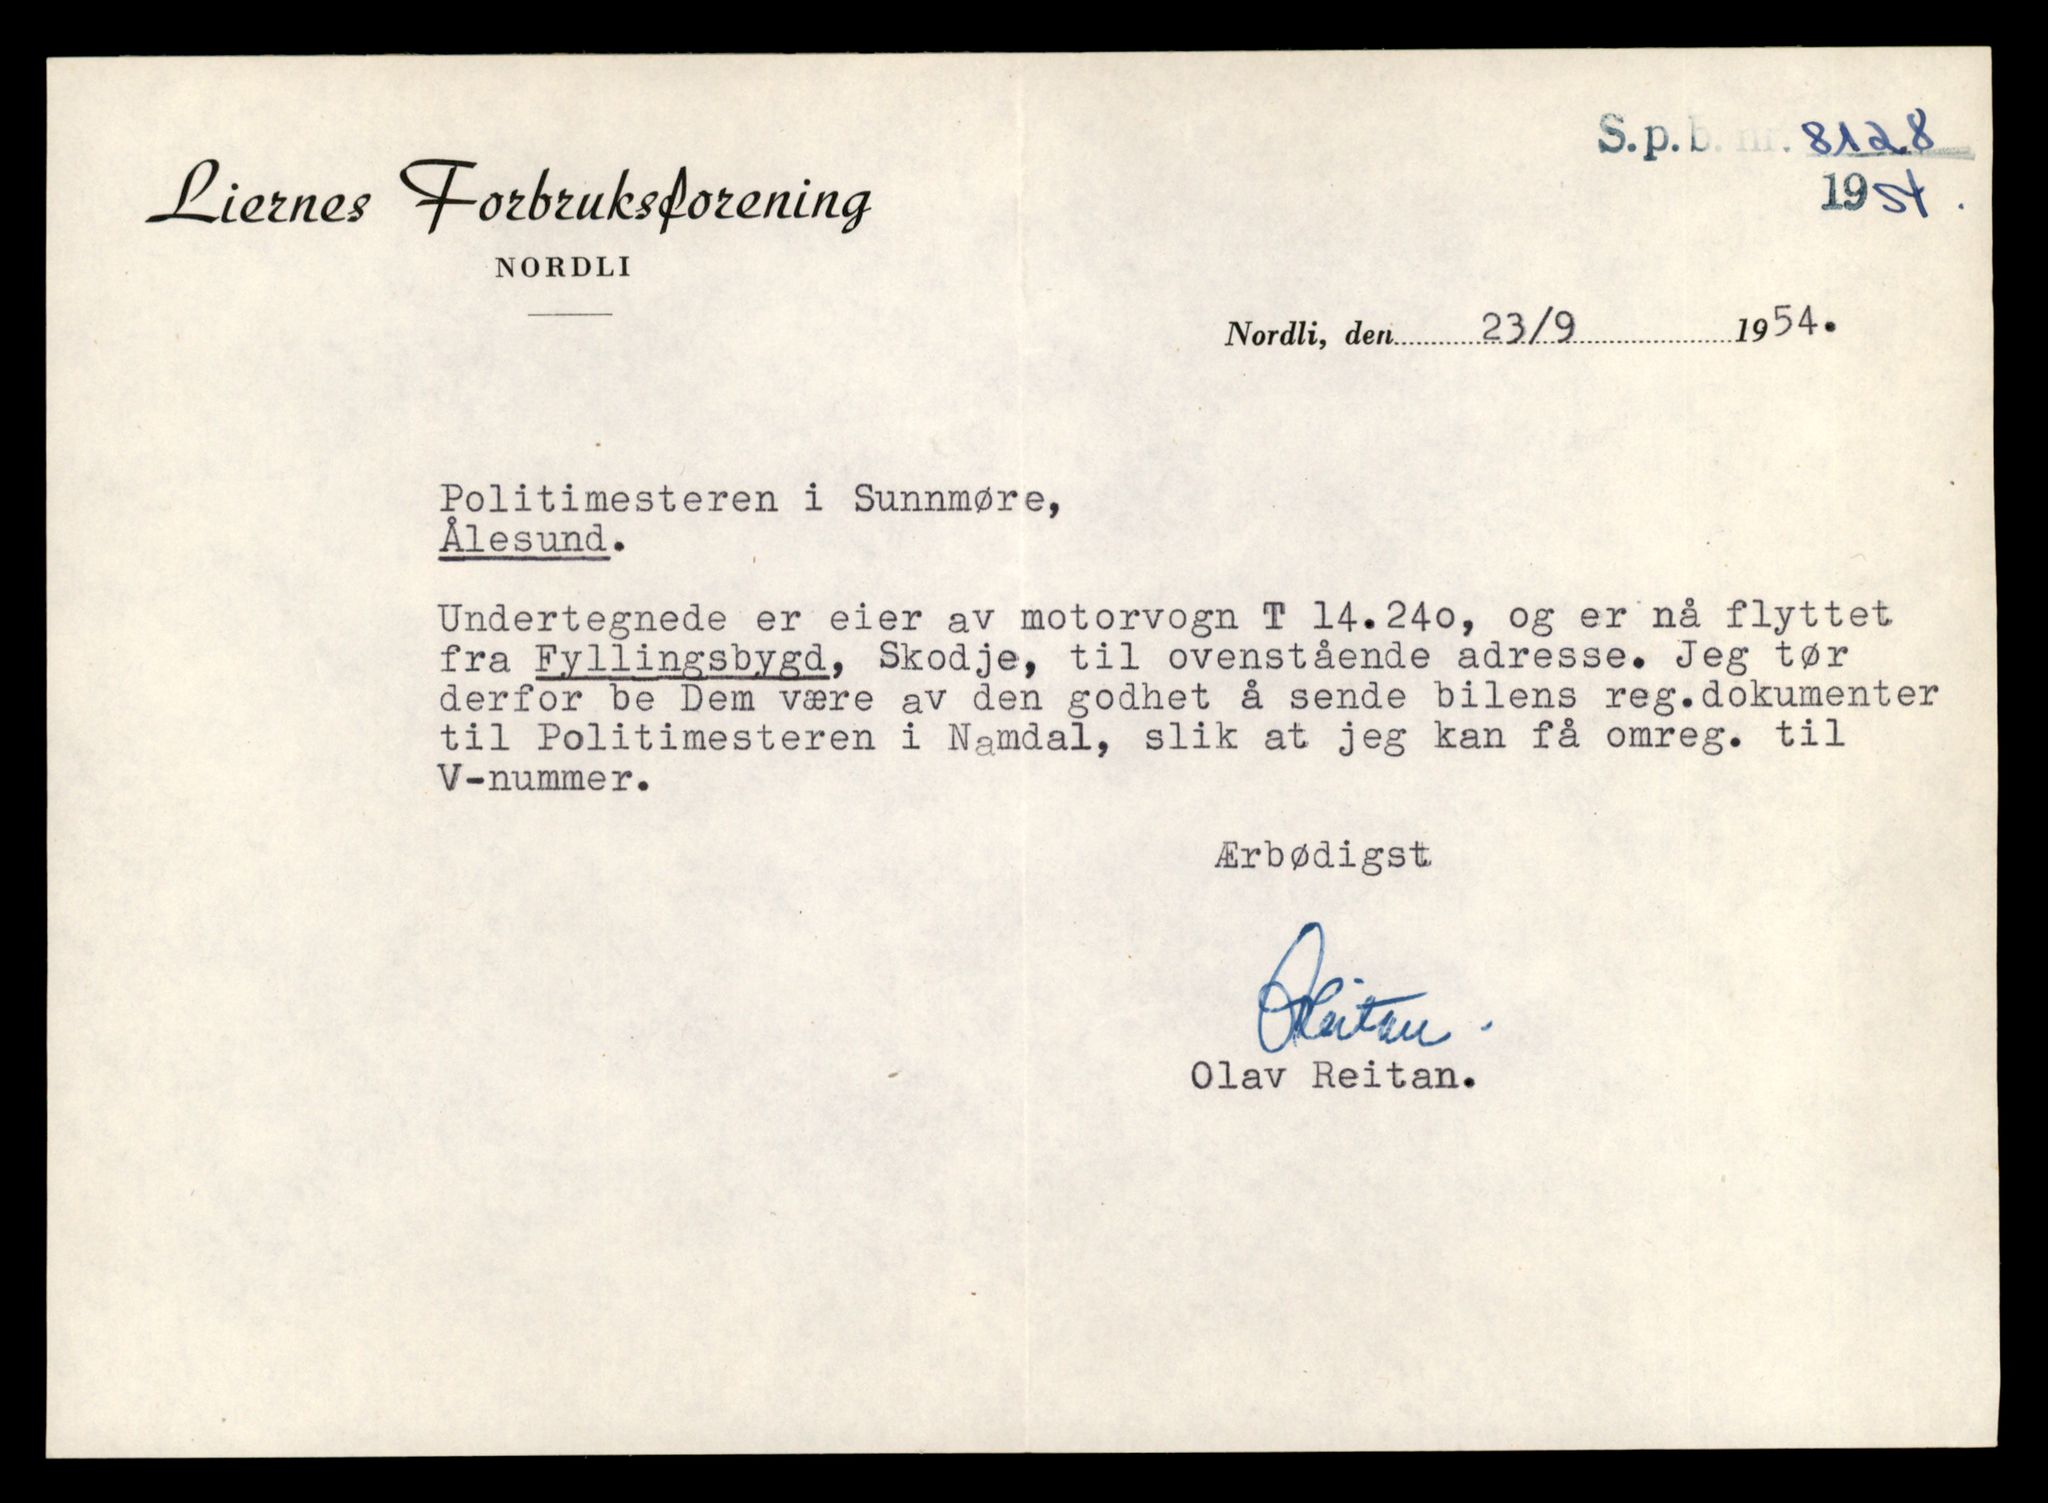 S.p.b. nr. 8128
1954.
Liernes Forbruksforening
NORDLI
Nordli, den 23/9 1954.
Politimesteren i Sunnmøre,
Ålesund.
Undertegnede er eier av motorvogn T 14.24o, og er nå flyttet
fra Fyllingsbygd, Skodje, til ovenstående adresse. Jeg tør
derfor be Dem være av den godhet å sende bilens reg.dokumenter
til Politimesteren i Namdal, slik at jeg kan få omreg. til
V-nummer.
Ærbødigst
OReitan.
Olav Reitan.